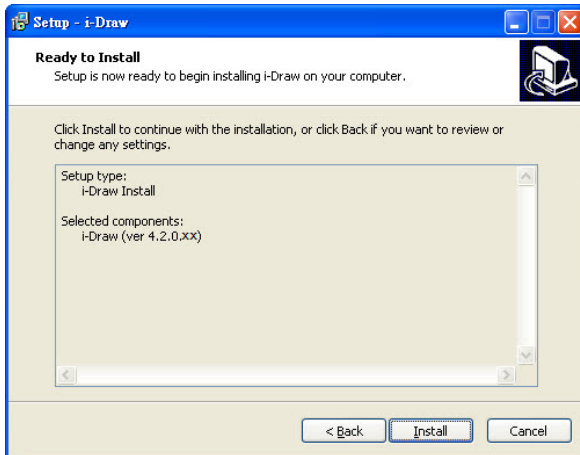 Setup - i-Draw
Ready to Install
Setup is now ready to begin installing i-Draw on your computer.
Click Install to continue with the installation, or click Back if you want to review or
change any settings.
Setup type:
i-Draw Install
Selected components:
i-Draw (ver 4.2.0.xx)
< Back
Install
Cancel